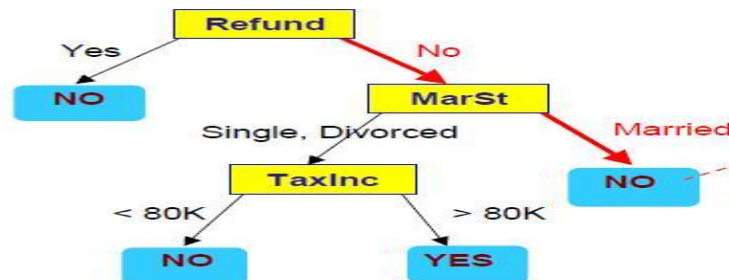 Refund
Yes
No
NO
MarSt
Single, Divorced
Married
TaxInc
NO
< 80K
> 80K
NO
YES